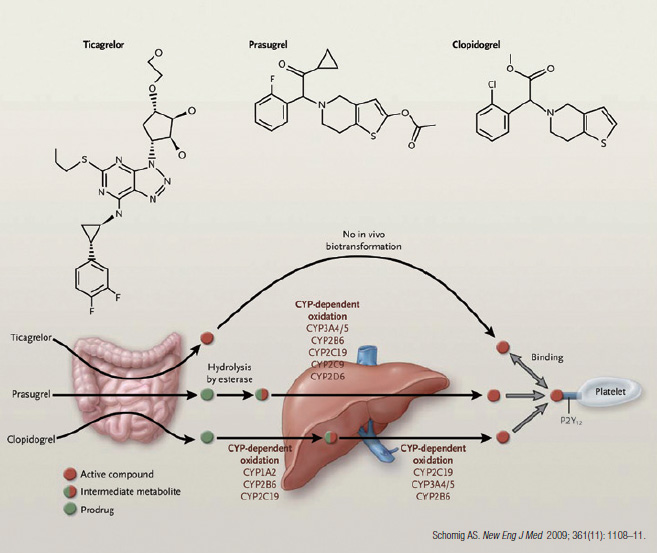 Ticagrelor
Prasugrel
Clopidogrel
O
O
O
O
S
N
N
N
N
N
N
N
F
F
O
F
N
S
O
O
O
O
Cl
N
S
No in vivo
biotransformation
CYP-dependent
oxidation
CYP3A4/5
CYP2B6
CYP2C19
CYP2C9
CYP2D6
Ticagrelor
Prasugrel
Clopidogrel
Hydrolysis
by esterase
Binding
Platelet
P2Y12
CYP-dependent
oxidation
CYP1A2
CYP2B6
CYP2C19
CYP-dependent
oxidation
CYP2C19
CYP3A4/5
CYP2B6
Active compound
Intermediate metabolite
Prodrug
Schomig AS. New Eng J Med 2009; 361(11): 1108–11.